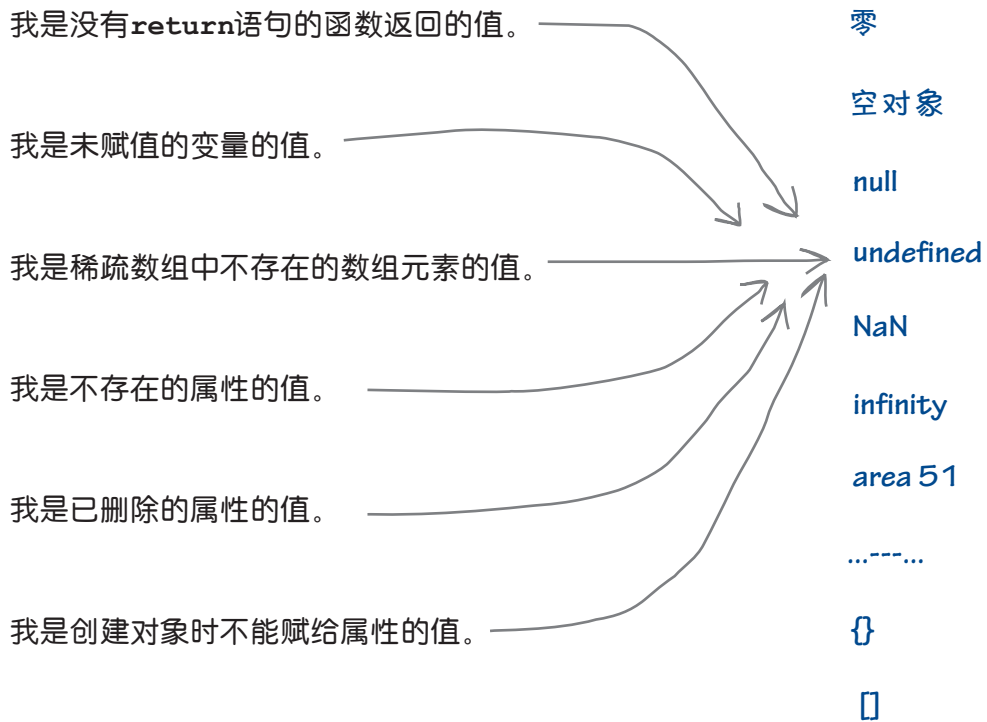 我是没有return语句的函数返回的值。
零
空对象
我是未赋值的变量的值。
null
我是稀疏数组中不存在的数组元素的值。
undefined
NaN
我是不存在的属性的值。
infinity
area 51
我是已删除的属性的值。
...---...
我是创建对象时不能赋给属性的值。
{}
[]